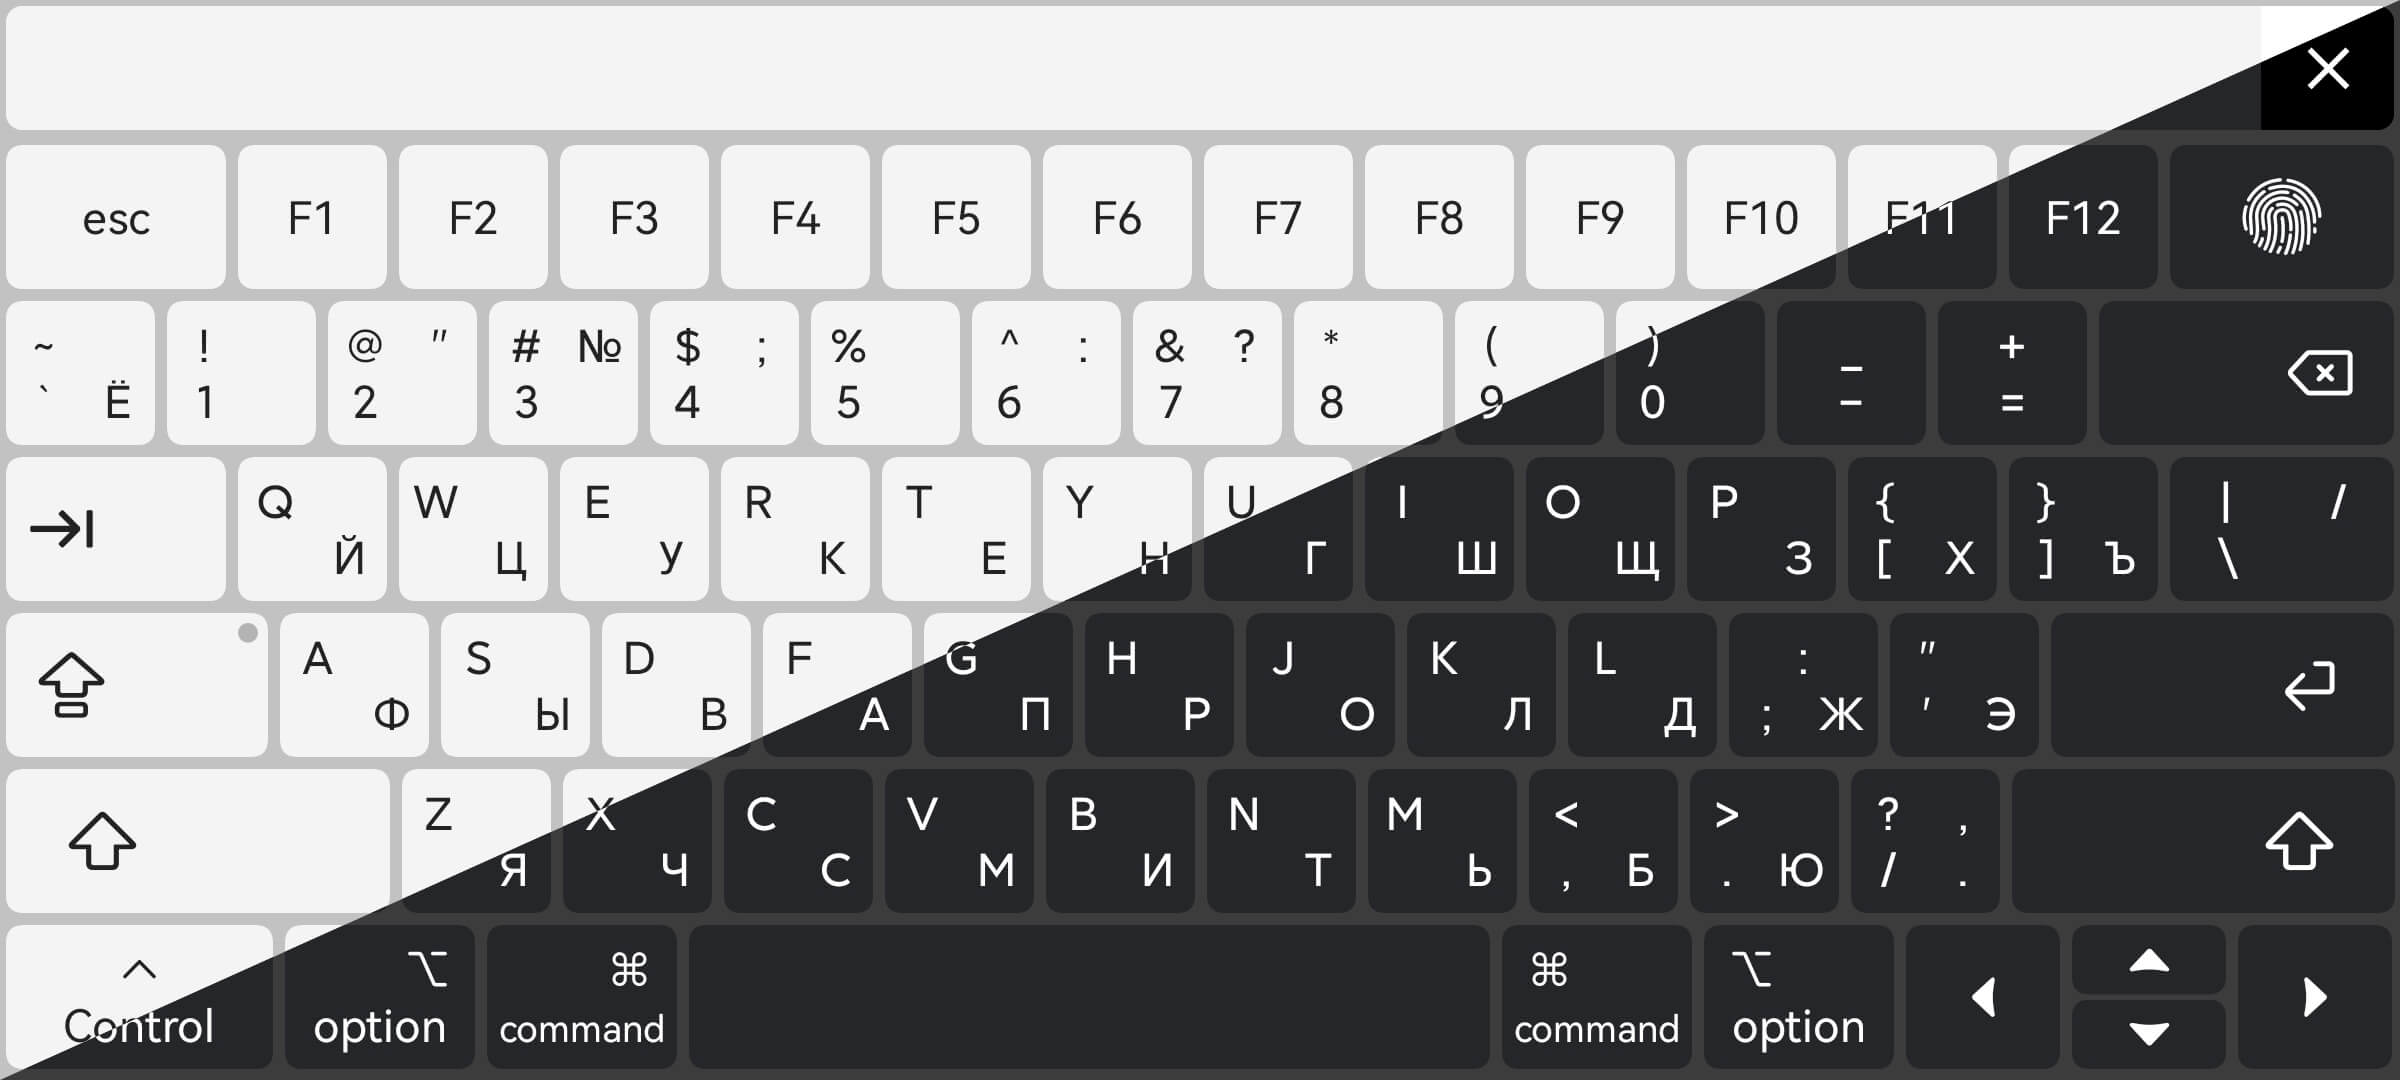 esc F1 F2 F3 F4 F5 F6 F7 F8 F9 F10 F11 F12
~ ! @ " # № $ ; % ^ : & ? * ( ) _ +
` Ё 1 2 3 4 5 6 7 8 9 0 - =
Q W E R T Y U I O P { } | /
Й Ц У К Е Н Г Ш Щ З [ Х ] Ъ \
A S D F G H J K L : "
Ф Ы В А П Р О Л Д ; Ж ' Э
Z X C V B N M < > ? ,
Я Ч С М И Т Ь , Б . Ю / .
^ ⌥ ⌘ ⌘ ⌥
Control option command command option